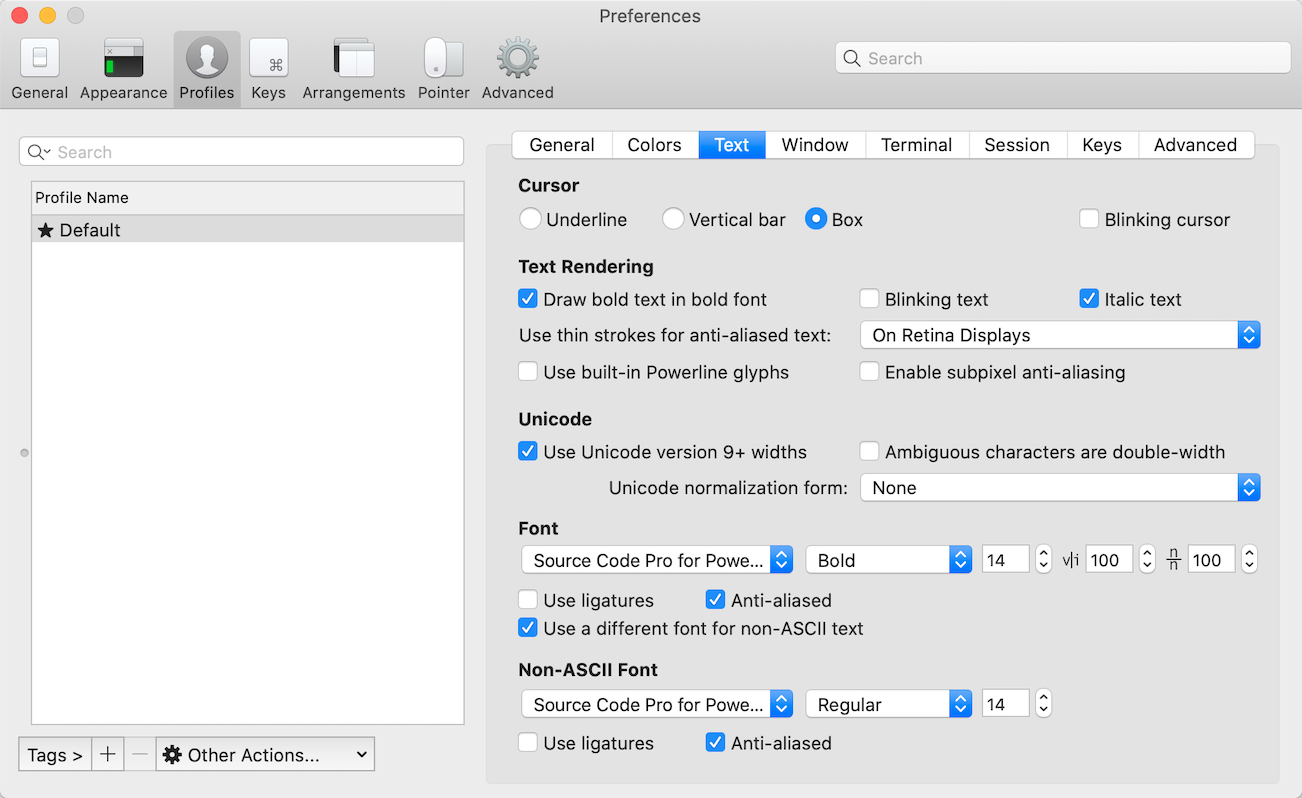 Preferences
General Appearance Profiles Keys Arrangements Pointer Advanced
Search
Search
Profile Name
★ Default
Tags > + − Other Actions...
General Colors Text Window Terminal Session Keys Advanced
Cursor
Underline Vertical bar Box Blinking cursor
Text Rendering
Draw bold text in bold font Blinking text Italic text
Use thin strokes for anti-aliased text: On Retina Displays
Use built-in Powerline glyphs Enable subpixel anti-aliasing
Unicode
Use Unicode version 9+ widths Ambiguous characters are double-width
Unicode normalization form: None
Font
Source Code Pro for Powe... Bold 14 v|i 100 n/n 100
Use ligatures Anti-aliased
Use a different font for non-ASCII text
Non-ASCII Font
Source Code Pro for Powe... Regular 14
Use ligatures Anti-aliased